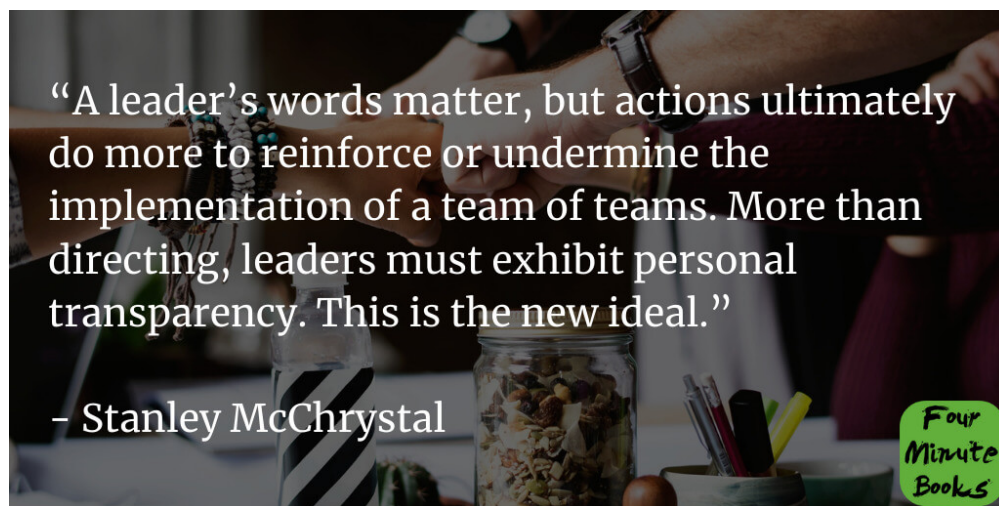 “A leader’s words matter, but actions ultimately
do more to reinforce or undermine the
implementation of a team of teams. More than
directing, leaders must exhibit personal
transparency. This is the new ideal.”
- Stanley McChrystal
Four
Minute
Books